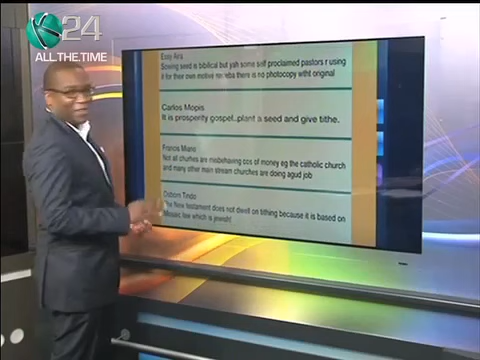 K24
ALL THE TIME
Essy Aira
Sowing seed is biblical but yah some self proclaimed pastors r using
it for their own motive there is no photocopy witht original
Carlos Mopis
It is prosperity gospel..plant a seed and give tithe.
Francis Miano
Not all churhes are misbehaving cos of money eg the catholic church
and many other main stream churches are doing agud job
Osborn Tindo
The New testament does not dwell on tithing because it is based on
Mosaic law which is jewish!